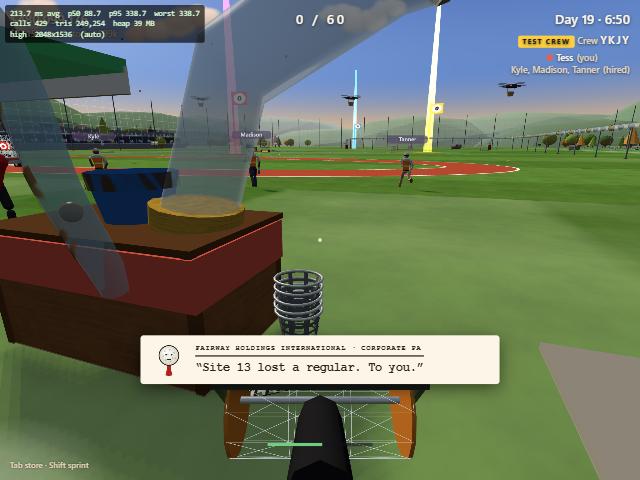 213.7 ms avg p50 88.7 p95 338.7 worst 338.7
calls 429 tris 249,254 heap 39 MB
high 2048x1536 (auto)
0 / 60
Day 19 · 6:50
TEST CREW Crew YKJY
Tess (you)
Kyle, Madison, Tanner (hired)
Kyle
Madison
Tanner
FAIRWAY HOLDINGS INTERNATIONAL · CORPORATE PA
“Site 13 lost a regular. To you.”
Tab store · Shift sprint